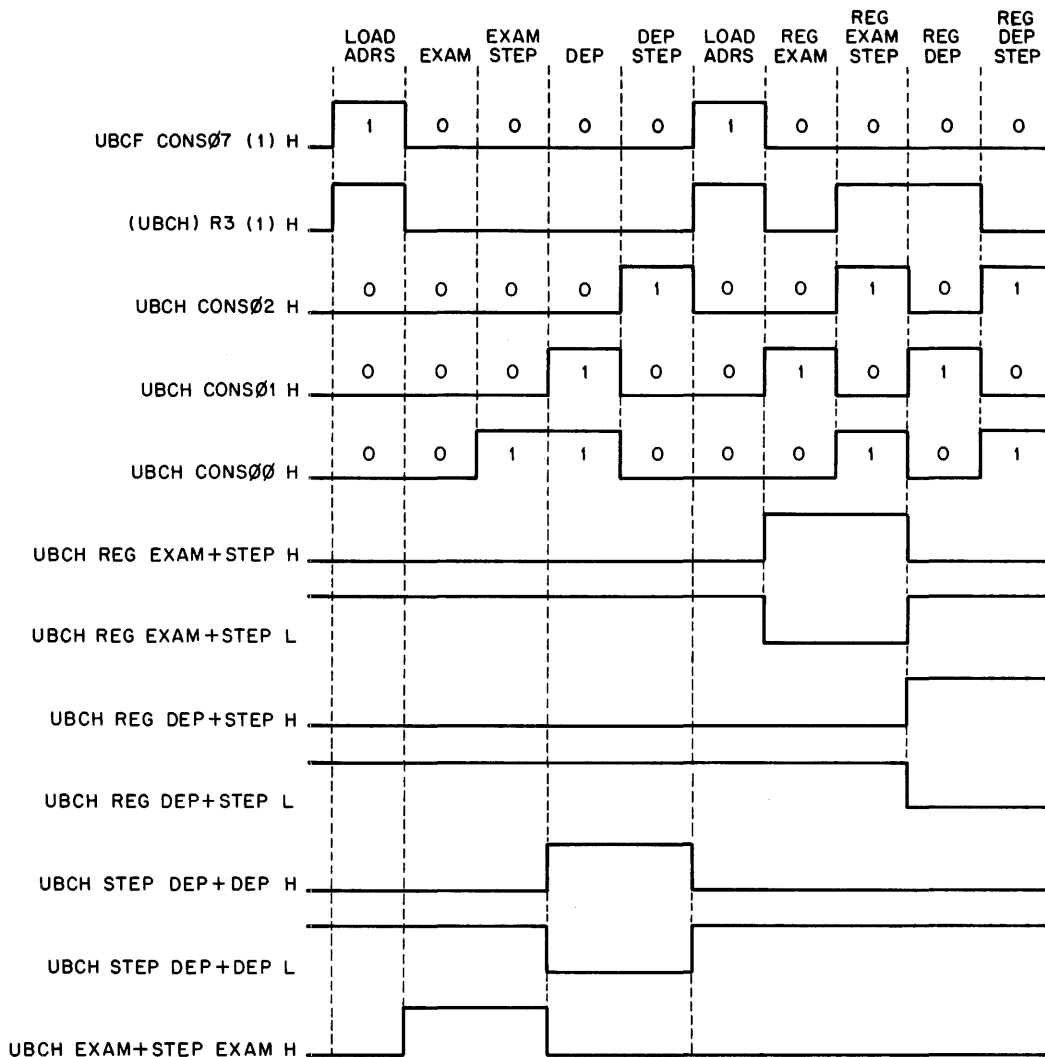 LOAD ADRS EXAM EXAM STEP DEP DEP STEP LOAD ADRS REG EXAM REG EXAM STEP REG DEP REG DEP STEP
UBCF CONSØ7 (1) H 1 0 0 0 0 1 0 0 0 0
(UBCH) R3 (1) H
UBCH CONSØ2 H 0 0 0 0 1 0 0 1 0 1
UBCH CONSØ1 H 0 0 0 1 0 0 1 0 1 0
UBCH CONSØØ H 0 0 1 1 0 0 0 1 0 1
UBCH REG EXAM+STEP H
UBCH REG EXAM+STEP L
UBCH REG DEP+STEP H
UBCH REG DEP+STEP L
UBCH STEP DEP+DEP H
UBCH STEP DEP+DEP L
UBCH EXAM+STEP EXAM H